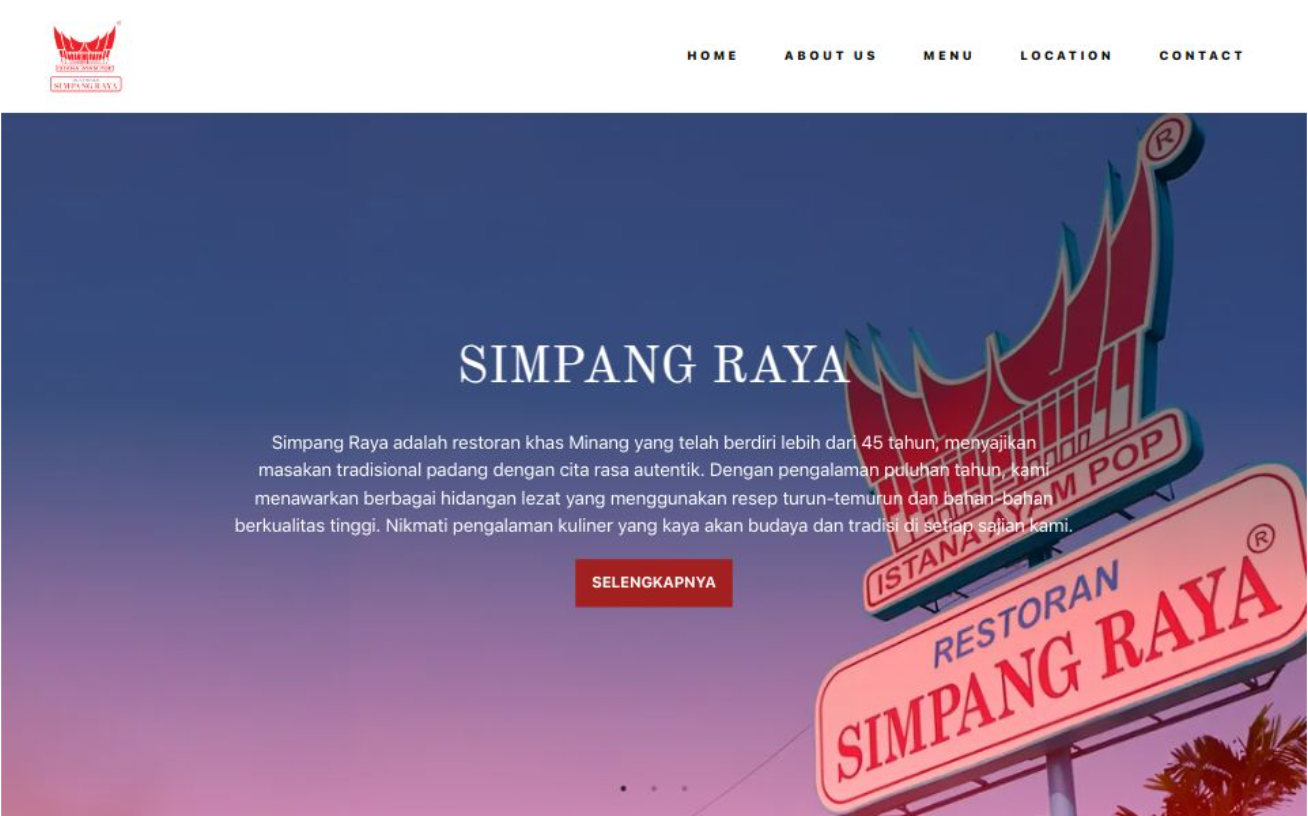 ISTANA AYAM POP
SIMPANG RAYA
HOME ABOUT US MENU LOCATION CONTACT
SIMPANG RAYA
Simpang Raya adalah restoran khas Minang yang telah berdiri lebih dari 45 tahun, menyajikan
masakan tradisional padang dengan cita rasa autentik. Dengan pengalaman puluhan tahun, kami
menawarkan berbagai hidangan lezat yang menggunakan resep turun-temurun dan bahan-bahan
berkualitas tinggi. Nikmati pengalaman kuliner yang kaya akan budaya dan tradisi di setiap sajian kami.
SELENGKAPNYA
®
ISTANA AYAM POP
®
RESTORAN
SIMPANG RAYA